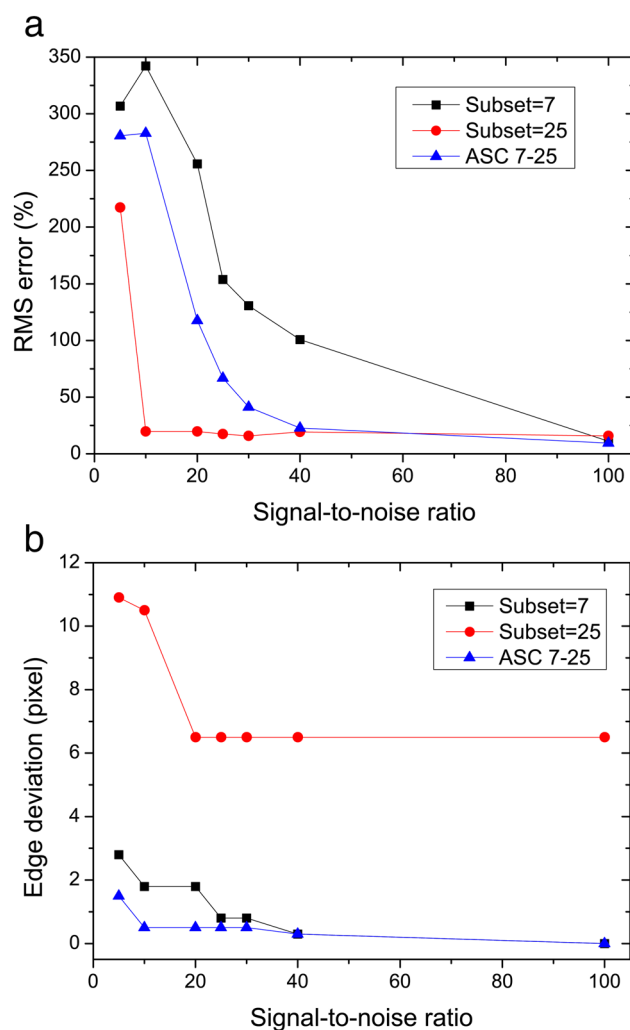 a
350
300
250
200
150
100
50
0
RMS error (%)
Subset=7
Subset=25
ASC 7-25
0 20 40 60 80 100
Signal-to-noise ratio
b
12
10
8
6
4
2
0
Edge deviation (pixel)
Subset=7
Subset=25
ASC 7-25
0 20 40 60 80 100
Signal-to-noise ratio